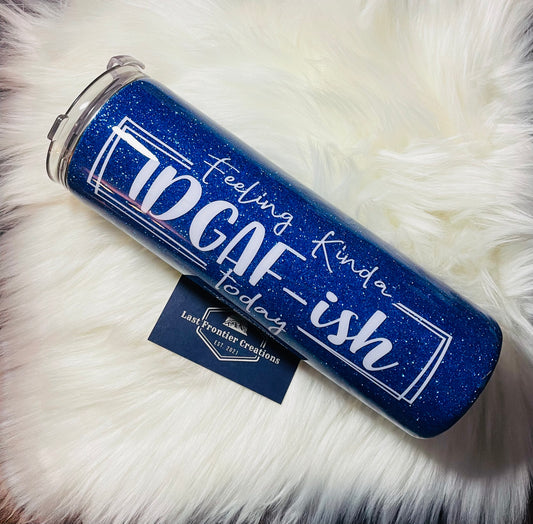 Feeling Kinda
IDGAF-ish
today
Last Frontier Creations
EST 2021